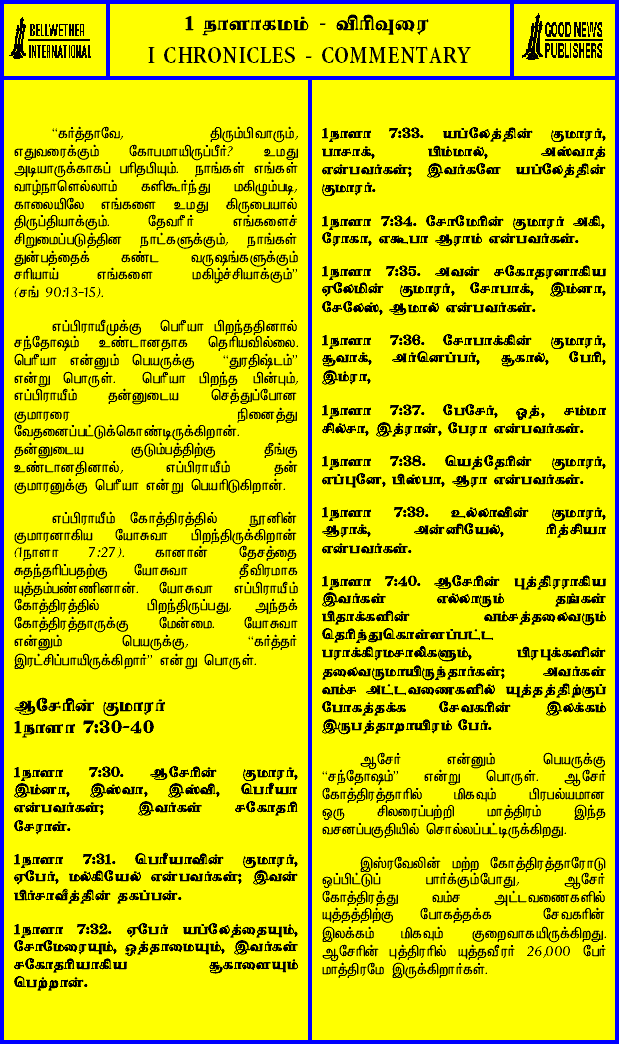 BELLWETHER
INTERNATIONAL
1 நாளாகமம் - விரிவுரை
I CHRONICLES - COMMENTARY
GOOD NEWS
PUBLISHERS
“கர்த்தாவே, திரும்பிவாரும்,
எதுவரைக்கும் கோபமாயிருப்பீர்? உமது
அடியாருக்காகப் பரிதபியும். நாங்கள் எங்கள்
வாழ்நாளெல்லாம் களிகூர்ந்து மகிழும்படி,
காலையிலே எங்களை உமது கிருபையால்
திருப்தியாக்கும். தேவரீர் எங்களைச்
சிறுமைப்படுத்தின நாட்களுக்கும், நாங்கள்
துன்பத்தைக் கண்ட வருஷங்களுக்கும்
சரியாய் எங்களை மகிழ்ச்சியாக்கும்”
(சங் 90:13-15).
எப்பிராயீமுக்கு பெரீயா பிறந்ததினால்
சந்தோஷம் உண்டானதாக தெரியவில்லை.
பெரீயா என்னும் பெயருக்கு “துரதிஷ்டம்”
என்று பொருள். பெரீயா பிறந்த பின்பும்,
எப்பிராயீம் தன்னுடைய செத்துப்போன
குமாரரை நினைத்து
வேதனைப்பட்டுக்கொண்டிருக்கிறான்.
தன்னுடைய குடும்பத்திற்கு தீங்கு
உண்டானதினால், எப்பிராயீம் தன்
குமாரனுக்கு பெரீயா என்று பெயரிடுகிறான்.
எப்பிராயீம் கோத்திரத்தில் நூனின்
குமாரனாகிய யோசுவா பிறந்திருக்கிறான்
(1நாளா 7:27). கானான் தேசத்தை
சுதந்தரிப்பதற்கு யோசுவா தீவிரமாக
யுத்தம்பண்ணினான். யோசுவா எப்பிராயீம்
கோத்திரத்தில் பிறந்திருப்பது, அந்தக்
கோத்திரத்தாருக்கு மேன்மை. யோசுவா
என்னும் பெயருக்கு, “கர்த்தர்
இரட்சிப்பாயிருக்கிறார்” என்று பொருள்.
ஆசேரின் குமாரர்
1நாளா 7:30-40
1நாளா 7:30. ஆசேரின் குமாரர்,
இம்னா, இஸ்வா, இஸ்வி, பெரீயா
என்பவர்கள்; இவர்கள் சகோதரி
சேராள்.
1நாளா 7:31. பெரீயாவின் குமாரர்,
ஏபேர், மல்கியேல் என்பவர்கள்; இவன்
பிர்சாவீத்தின் தகப்பன்.
1நாளா 7:32. ஏபேர் யப்லேத்தையும்,
சோமேரையும், ஒத்தாமையும், இவர்கள்
சகோதரியாகிய சூகாளையும்
பெற்றான்.
1நாளா 7:33. யப்லேத்தின் குமாரர்,
பாசாக், பிம்மால், அஸ்வாத்
என்பவர்கள்; இவர்களே யப்லேத்தின்
குமாரர்.
1நாளா 7:34. சோமேரின் குமாரர் அகி,
ரோகா, எகூபா ஆராம் என்பவர்கள்.
1நாளா 7:35. அவன் சகோதரனாகிய
ஏலேமின் குமாரர், சோபாக், இம்னா,
சேலேஸ், ஆமால் என்பவர்கள்.
1நாளா 7:36. சோபாக்கின் குமாரர்,
சூவாக், அர்னெப்பர், சூகால், பேரி,
இம்ரா,
1நாளா 7:37. பேசேர், ஓத், சம்மா
சில்சா, இத்ரான், பேரா என்பவர்கள்.
1நாளா 7:38. யெத்தேரின் குமாரர்,
எப்புனே, பிஸ்பா, ஆரா என்பவர்கள்.
1நாளா 7:39. உல்லாவின் குமாரர்,
ஆராக், அன்னியேல், ரித்சியா
என்பவர்கள்.
1நாளா 7:40. ஆசேரின் புத்திரராகிய
இவர்கள் எல்லாரும் தங்கள்
பிதாக்களின் வம்சத்தலைவரும்
தெரிந்துகொள்ளப்பட்ட
பராக்கிரமசாலிகளும், பிரபுக்களின்
தலைவருமாயிருந்தார்கள்; அவர்கள்
வம்ச அட்டவணைகளில் யுத்தத்திற்குப்
போகத்தக்க சேவகரின் இலக்கம்
இருபத்தாறாயிரம் பேர்.
ஆசேர் என்னும் பெயருக்கு
“சந்தோஷம்” என்று பொருள். ஆசேர்
கோத்திரத்தாரில் மிகவும் பிரபல்யமான
ஒரு சிலரைப்பற்றி மாத்திரம் இந்த
வசனப்பகுதியில் சொல்லப்பட்டிருக்கிறது.
இஸ்ரவேலின் மற்ற கோத்திரத்தாரோடு
ஒப்பிட்டுப் பார்க்கும்போது, ஆசேர்
கோத்திரத்து வம்ச அட்டவணைகளில்
யுத்தத்திற்கு போகத்தக்க சேவகரின்
இலக்கம் மிகவும் குறைவாகயிருக்கிறது.
ஆசேரின் புத்திரரில் யுத்தவீரர் 26,000 பேர்
மாத்திரமே இருக்கிறார்கள்.